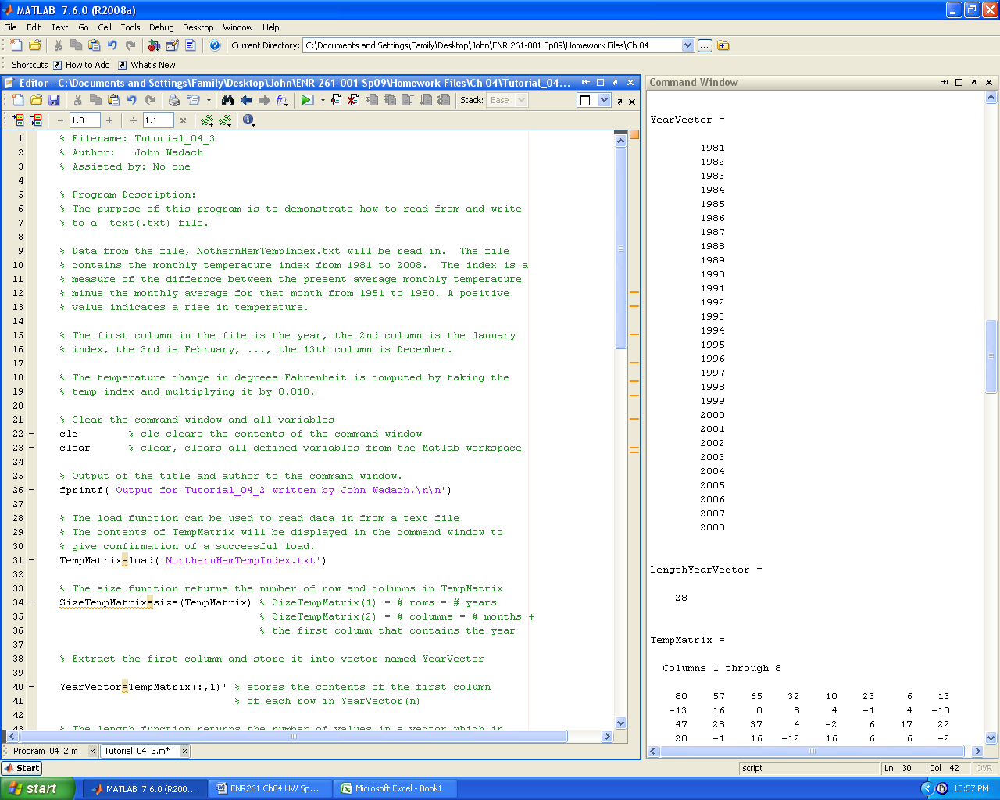 MATLAB  7.6.0 (R2008a)
File Edit Text Go Cell Tools Debug Desktop Window Help
Current Directory: C:\Documents and Settings\Family\Desktop\John\ENR 261-001 Sp09\Homework Files\Ch 04 ...
Shortcuts How to Add What's New
Editor - C:\Documents and Settings\Family\Desktop\John\ENR 261-001 Sp09\Homework Files\Ch 04\Tutorial_04...
Stack: Base
− 1.0 + ÷ 1.1 ×
1 % Filename: Tutorial_04_3
2 % Author:   John Wadach
3 % Assisted by: No one
4
5 % Program Description:
6 % The purpose of this program is to demonstrate how to read from and write
7 % to a  text(.txt) file.
8
9 % Data from the file, NothernHemTempIndex.txt will be read in.  The file
10 % contains the monthly temperature index from 1981 to 2008.  The index is a
11 % measure of the differnce between the present average monthly temperature
12 % minus the monthly average for that month from 1951 to 1980. A positive
13 % value indicates a rise in temperature.
14
15 % The first column in the file is the year, the 2nd column is the January
16 % index, the 3rd is February, ..., the 13th column is December.
17
18 % The temperature change in degrees Fahrenheit is computed by taking the
19 % temp index and multiplying it by 0.018.
20
21 % Clear the command window and all variables
22 − clc        % clc clears the contents of the command window
23 − clear      % clear, clears all defined variables from the Matlab workspace
24
25 % Output of the title and author to the command window.
26 − fprintf('Output for Tutorial_04_2 written by John Wadach.\n\n')
27
28 % The load function can be used to read data in from a text file
29 % The contents of TempMatrix will be displayed in the command window to
30 % give confirmation of a successful load.
31 − TempMatrix=load('NorthernHemTempIndex.txt')
32
33 % The size function returns the number of row and columns in TempMatrix
34 − SizeTempMatrix=size(TempMatrix) % SizeTempMatrix(1) = # rows = # years
35 % SizeTempMatrix(2) = # columns = # months +
36 % the first column that contains the year
37
38 % Extract the first column and store it into vector named YearVector
39
40 − YearVector=TempMatrix(:,1)' % stores the contents of the first column
41 % of each row in YearVector(n)
42
43 % The length function returns the number of values in a vector which in
Program_04_2.m × Tutorial_04_3.m* ×
Command Window
YearVector =
1981
1982
1983
1984
1985
1986
1987
1988
1989
1990
1991
1992
1993
1994
1995
1996
1997
1998
1999
2000
2001
2002
2003
2004
2005
2006
2007
2008
LengthYearVector =
28
TempMatrix =
Columns 1 through 8
80 57 65 32 10 23 6 13
-13 16 0 8 4 -1 4 -10
47 28 37 4 -2 6 17 22
28 -1 16 -12 16 6 6 -2
Start script Ln 30 Col 42 OVR
start MATLAB 7.6.0 (R200... ENR261 Ch04 HW Sp... Microsoft Excel - Book1 10:57 PM